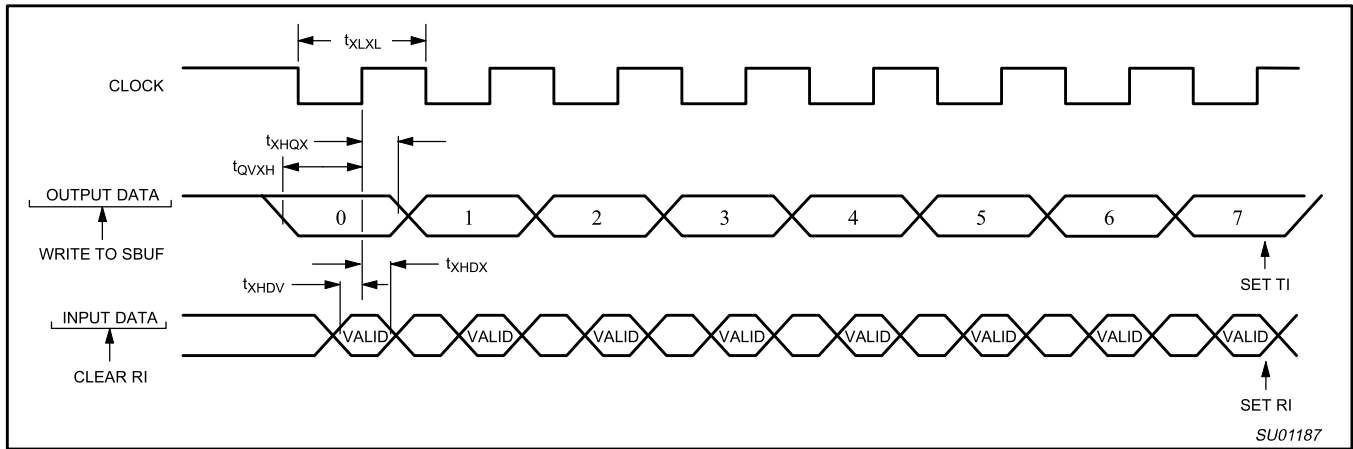 tXLXL
CLOCK
tXHQX
tQVXH
OUTPUT DATA
0 1 2 3 4 5 6 7
WRITE TO SBUF
tXHDX
SET TI
tXHDV
INPUT DATA
VALID VALID VALID VALID VALID VALID VALID VALID
CLEAR RI
SET RI
SU01187